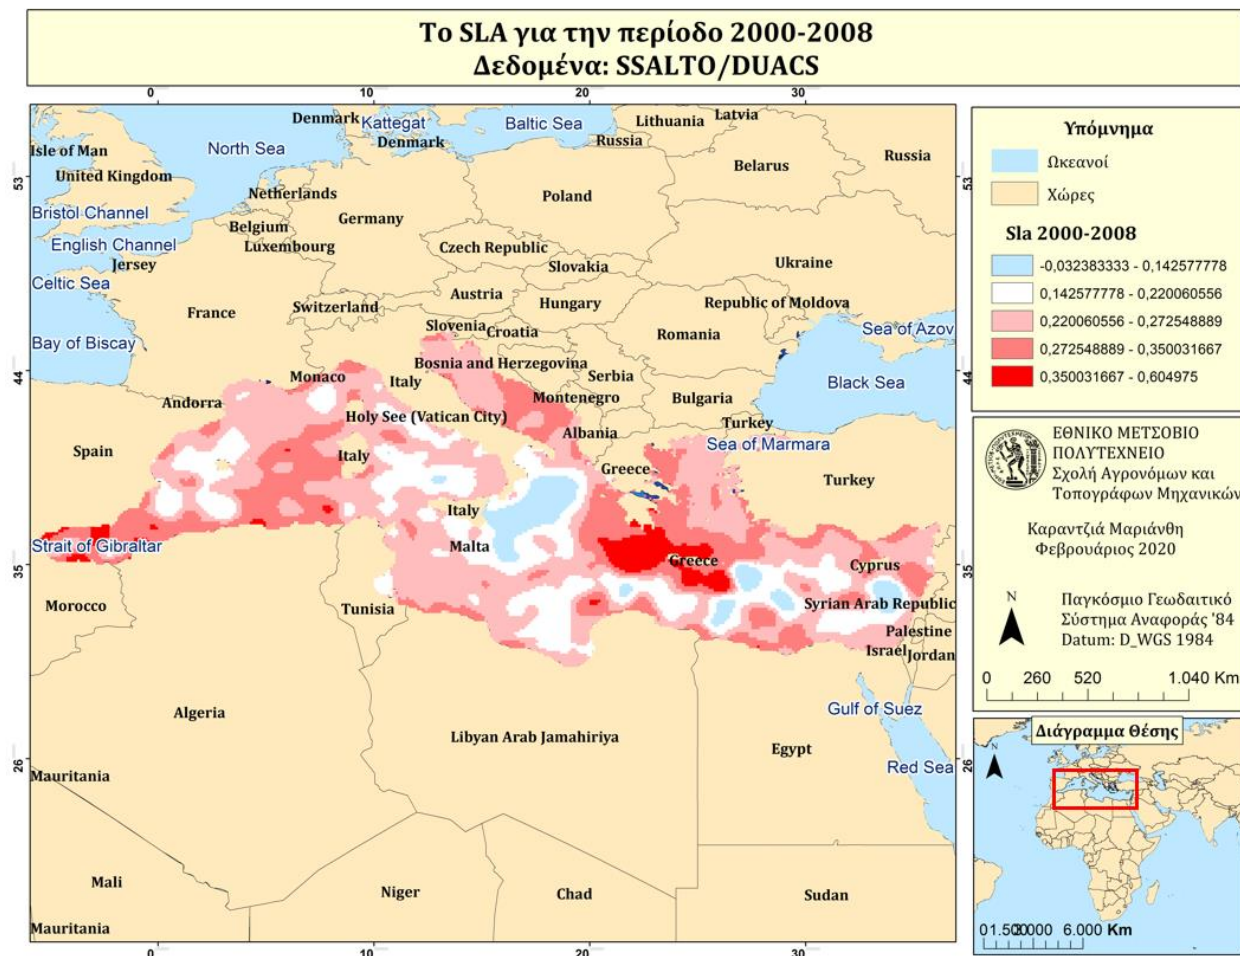 Το SLA για την περίοδο 2000-2008
Δεδομένα: SSALTO/DUACS
0 10 20 30
Denmark
Kattegat
Baltic Sea
Lithuania
Latvia
Isle of Man
North Sea
Denmark
Russia
Belarus
Russia
53
United Kingdom
53
Netherlands
Poland
Bristol Channel
Germany
Belgium
English Channel
Luxembourg
Czech Republic
Jersey
Slovakia
Ukraine
Celtic Sea
Austria
Hungary
Republic of Moldova
France
Switzerland
Slovenia
Croatia
Romania
Sea of Azov
Bay of Biscay
Bosnia and Herzegovina
44
Monaco
Italy
Serbia
Black Sea
44
Andorra
Montenegro
Bulgaria
Holy See (Vatican City)
Turkey
Albania
Sea of Marmara
Spain
Italy
Greece
Turkey
Italy
Strait of Gibraltar
Malta
Greece
Cyprus
35
35
Morocco
Tunisia
Syrian Arab Republic
Palestine
Israel
Jordan
Algeria
Gulf of Suez
Libyan Arab Jamahiriya
Egypt
26
Red Sea
26
Mauritania
Mali
Niger
Chad
Sudan
Mauritania
0 10 20 30
Υπόμνημα
Ωκεανοί
Χώρες
Sla 2000-2008
-0,032383333 - 0,142577778
0,142577778 - 0,220060556
0,220060556 - 0,272548889
0,272548889 - 0,350031667
0,350031667 - 0,604975
ΕΘΝΙΚΟ ΜΕΤΣΟΒΙΟ
ΠΟΛΥΤΕΧΝΕΙΟ
Σχολή Αγρονόμων και
Τοπογράφων Μηχανικών
Καραντζιά Μαριάνθη
Φεβρουάριος 2020
N
Παγκόσμιο Γεωδαιτικό
Σύστημα Αναφοράς '84
Datum: D_WGS 1984
0 260 520 1.040 Km
Διάγραμμα Θέσης
N
0 1.500 3.000 6.000 Km